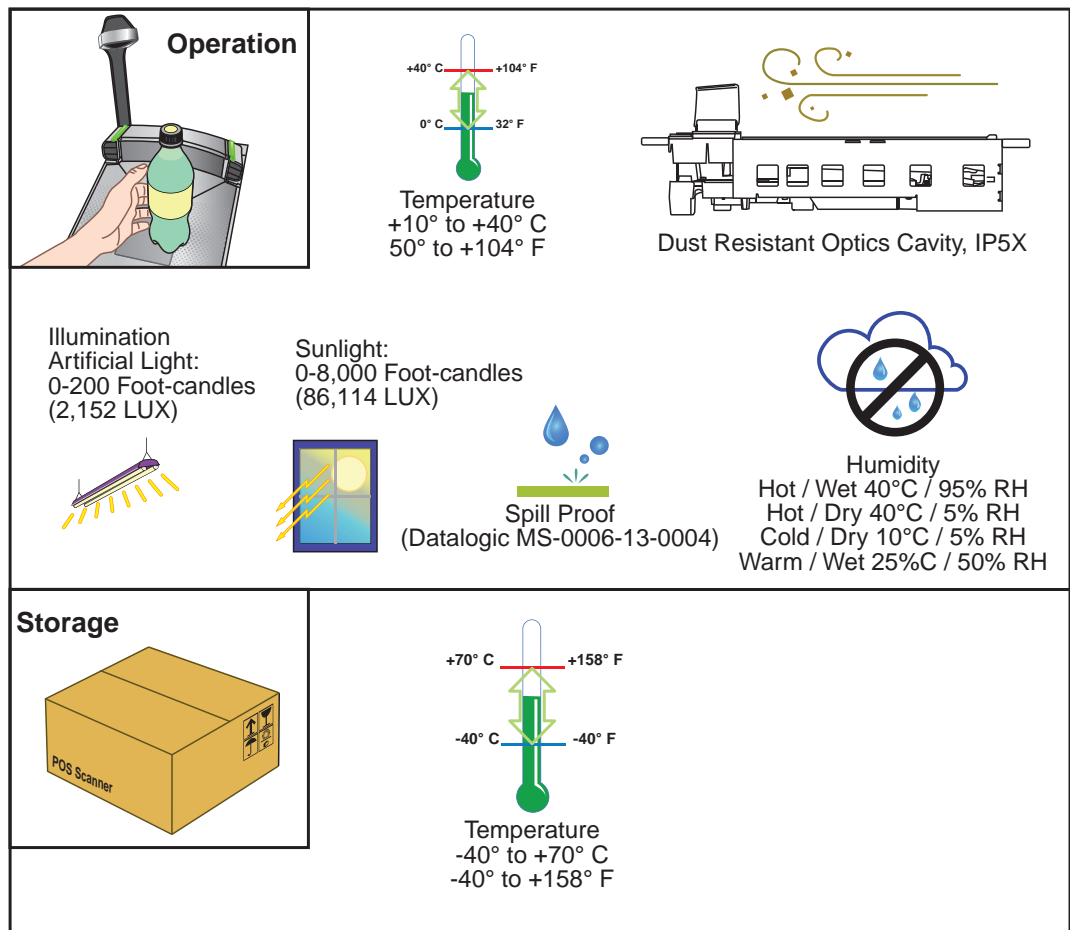 Operation
+40° C
+104° F
0° C
32° F
Temperature
+10° to +40° C
50° to +104° F
Dust Resistant Optics Cavity, IP5X
Illumination
Artificial Light:
0-200 Foot-candles
(2,152 LUX)
Sunlight:
0-8,000 Foot-candles
(86,114 LUX)
Spill Proof
(Datalogic MS-0006-13-0004)
Humidity
Hot / Wet 40°C / 95% RH
Hot / Dry 40°C / 5% RH
Cold / Dry 10°C / 5% RH
Warm / Wet 25%C / 50% RH
Storage
POS Scanner
+70° C
+158° F
-40° C
-40° F
Temperature
-40° to +70° C
-40° to +158° F